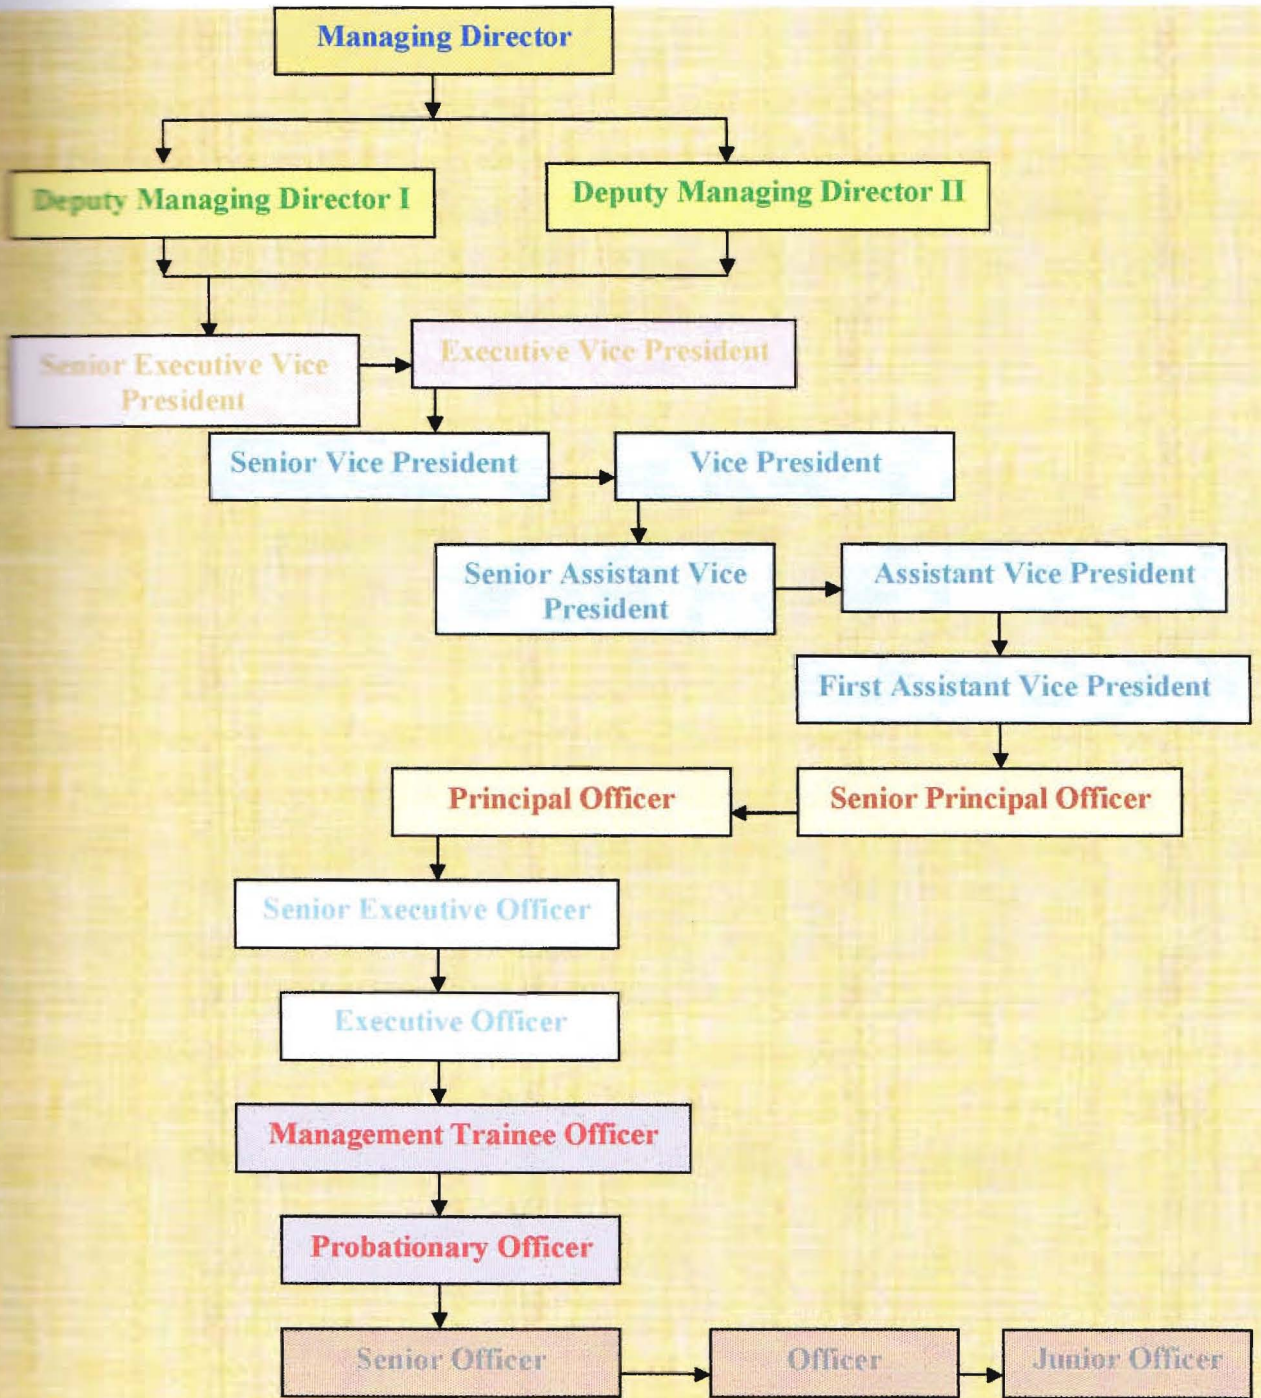 Managing Director
Deputy Managing Director I
Deputy Managing Director II
Senior Executive Vice
President
Executive Vice President
Senior Vice President
Vice President
Senior Assistant Vice
President
Assistant Vice President
First Assistant Vice President
Principal Officer
Senior Principal Officer
Senior Executive Officer
Executive Officer
Management Trainee Officer
Probationary Officer
Senior Officer
Officer
Junior Officer